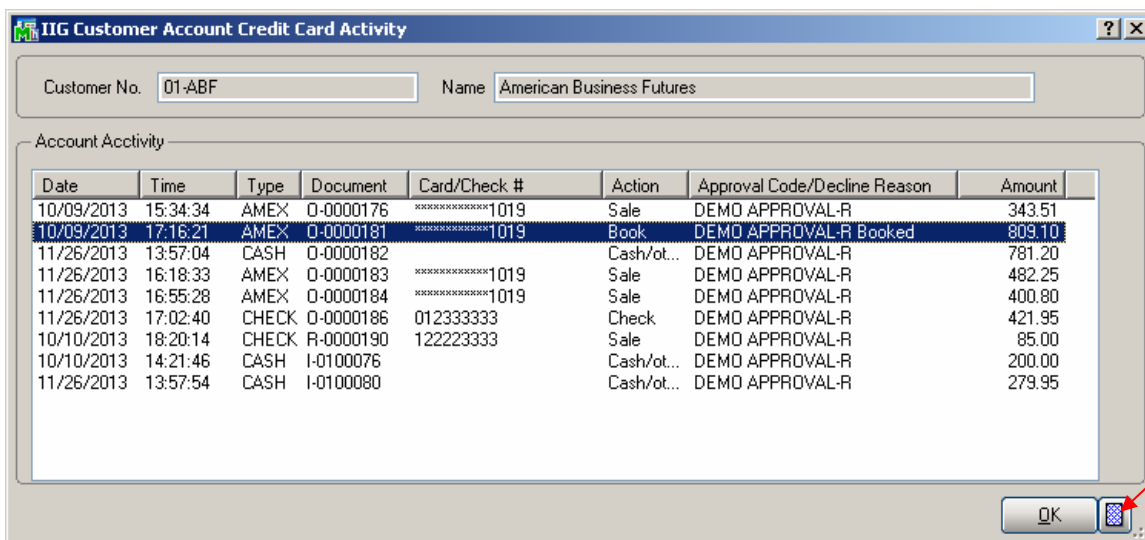 IIG Customer Account Credit Card Activity
Customer No. 01-ABF Name American Business Futures
Account Acctivity
Date Time Type Document Card/Check # Action Approval Code/Decline Reason Amount
10/09/2013 15:34:34 AMEX O-0000176 ************1019 Sale DEMO APPROVAL-R 343.51
10/09/2013 17:16:21 AMEX O-0000181 ************1019 Book DEMO APPROVAL-R Booked 809.10
11/26/2013 13:57:04 CASH O-0000182 Cash/ot... DEMO APPROVAL-R 781.20
11/26/2013 16:18:33 AMEX O-0000183 ************1019 Sale DEMO APPROVAL-R 482.25
11/26/2013 16:55:28 AMEX O-0000184 ************1019 Sale DEMO APPROVAL-R 400.80
11/26/2013 17:02:40 CHECK O-0000186 012333333 Check DEMO APPROVAL-R 421.95
10/10/2013 18:20:14 CHECK R-0000190 122223333 Sale DEMO APPROVAL-R 85.00
10/10/2013 14:21:46 CASH I-0100076 Cash/ot... DEMO APPROVAL-R 200.00
11/26/2013 13:57:54 CASH I-0100080 Cash/ot... DEMO APPROVAL-R 279.95
OK